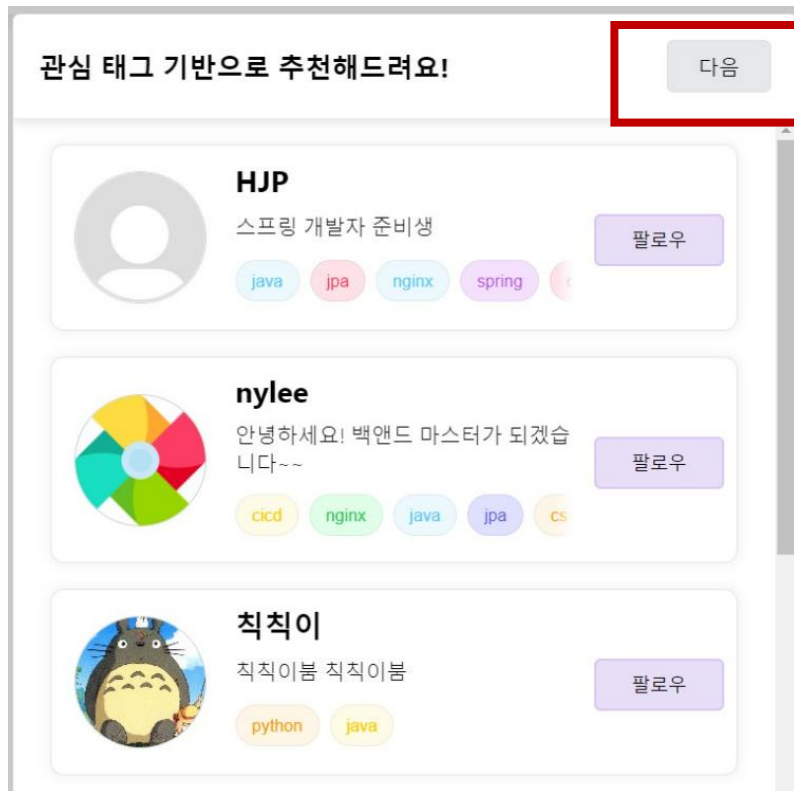 관심 태그 기반으로 추천해드려요!
다음
HJP
스프링 개발자 준비생
java jpa nginx spring
팔로우
nylee
안녕하세요! 백앤드 마스터가 되겠습
니다~~
cicd nginx java jpa cs
팔로우
칙칙이
칙칙이붐 칙칙이붐
python java
팔로우